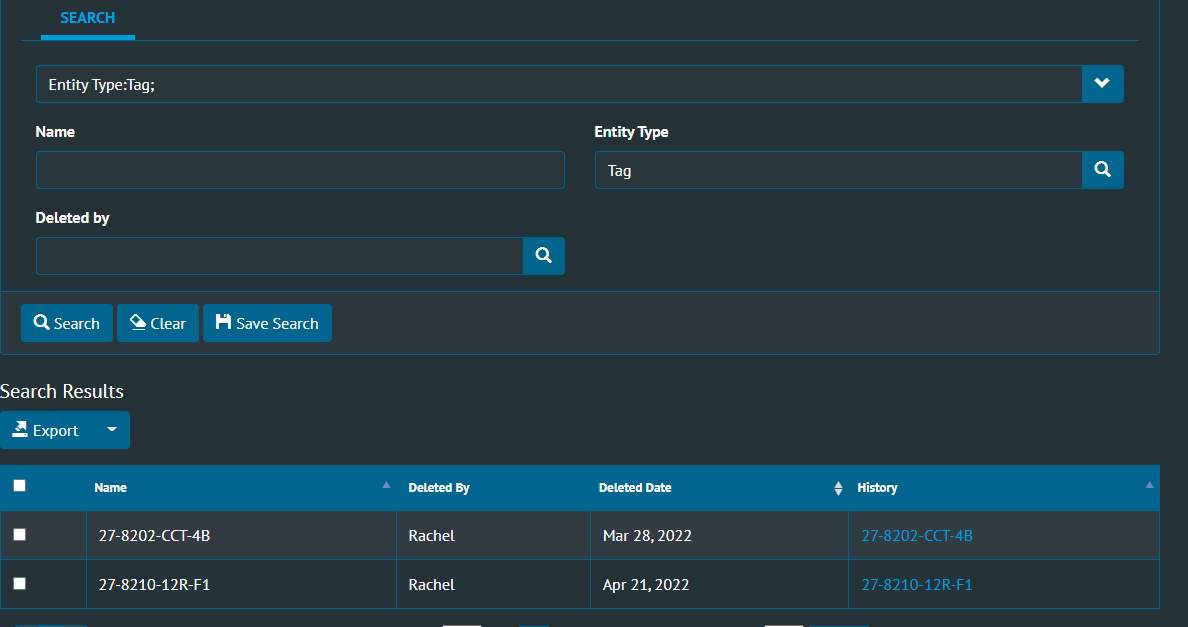 SEARCH
Entity Type:Tag;
Name
Entity Type
Tag
Deleted by
Search
Clear
Save Search
Search Results
Export
Name Deleted By Deleted Date History
27-8202-CCT-4B Rachel Mar 28, 2022 27-8202-CCT-4B
27-8210-12R-F1 Rachel Apr 21, 2022 27-8210-12R-F1